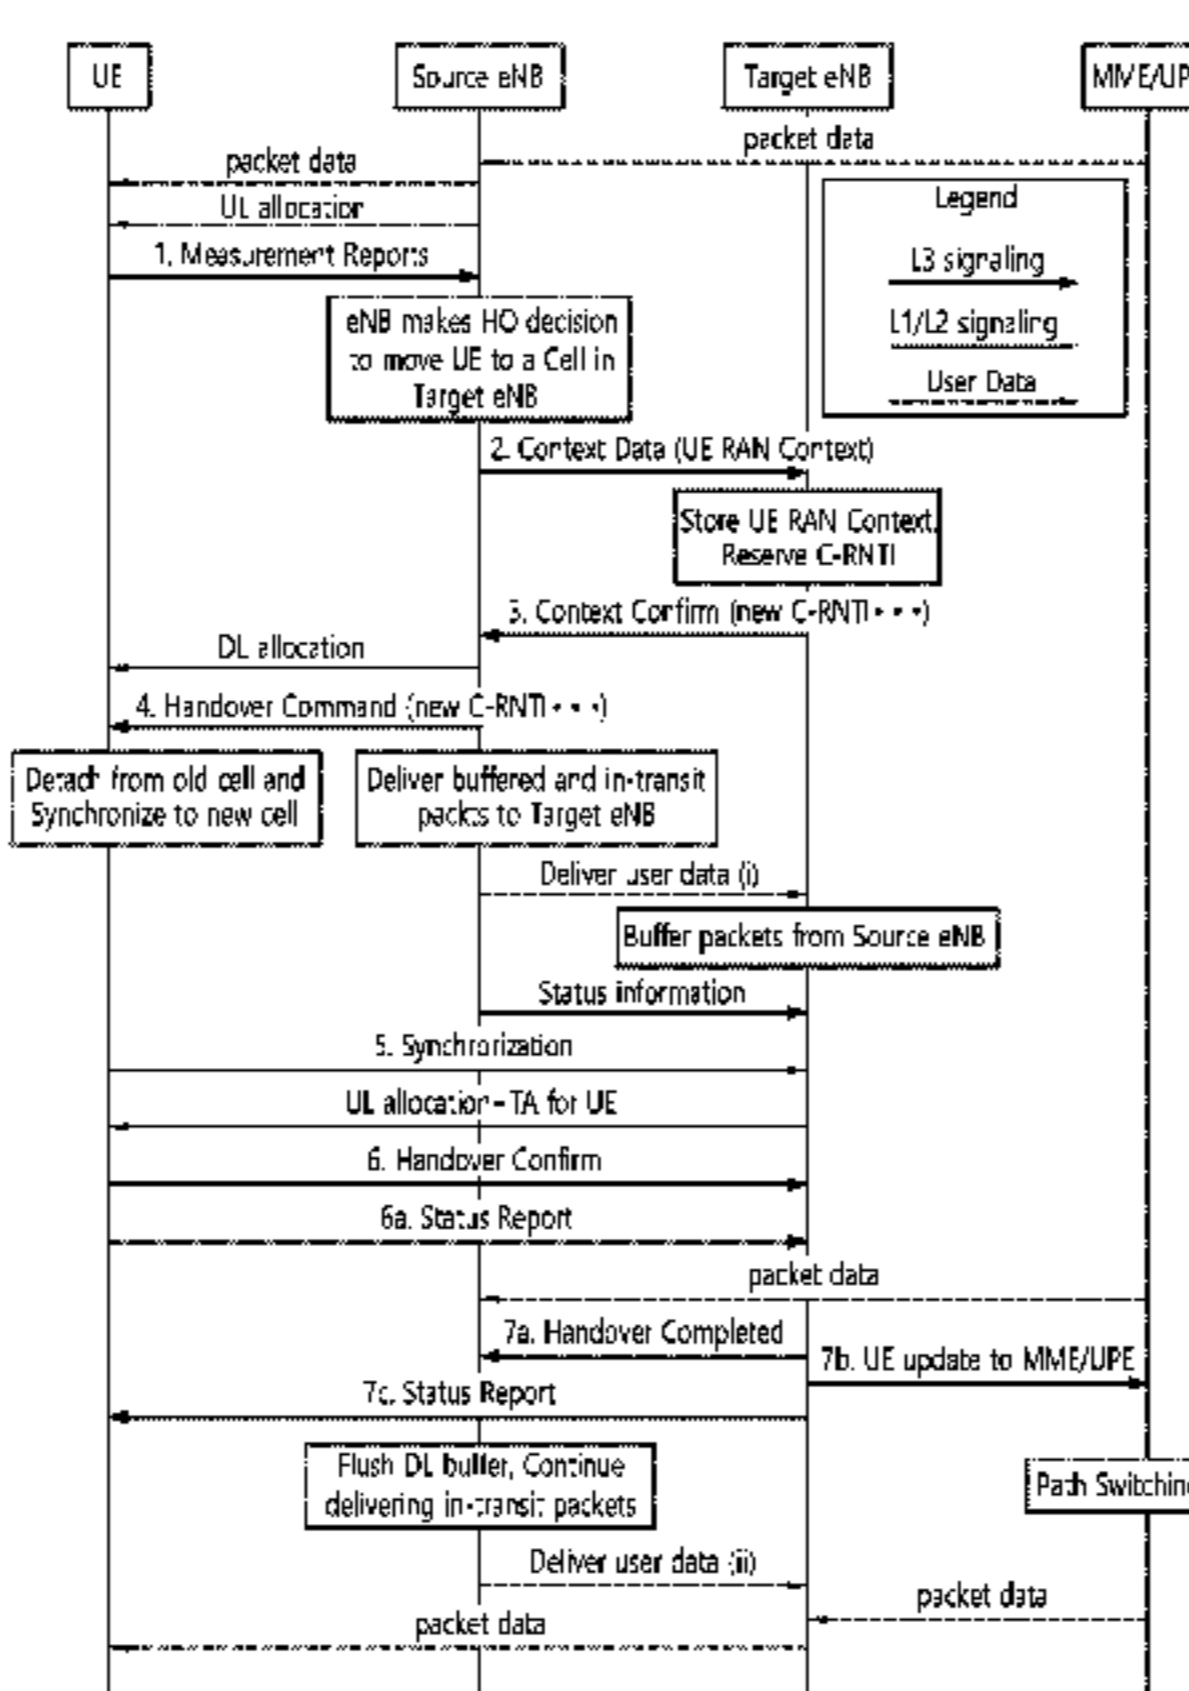 UE
Source eNB
Target eNB
MME/UP
packet data
packet data
UL allocation
Legend
L3 signaling
L1/L2 signaling
User Data
1. Measurement Reports
eNB makes HO decision
to move UE to a Cell in
Target eNB
2. Context Data (UE RAN Context)
Store UE RAN Context.
Reserve C-RNTI
3. Context Confirm (new C-RNTI・・・)
DL allocation
4. Handover Command (new C-RNTI・・・)
Detach from old cell and
Synchronize to new cell
Deliver buffered and in-transit
packts to Target eNB
Deliver user data (i)
Buffer packets from Source eNB
Status information
5. Synchronization
UL allocation-TA for UE
6. Handover Confirm
6a. Status Report
packet data
7a. Handover Completed
7b. UE update to MME/UPE
7c. Status Report
Flush DL buffer, Continue
delivering in-transit packets
Path Switching
Deliver user data (ii)
packet data
packet data